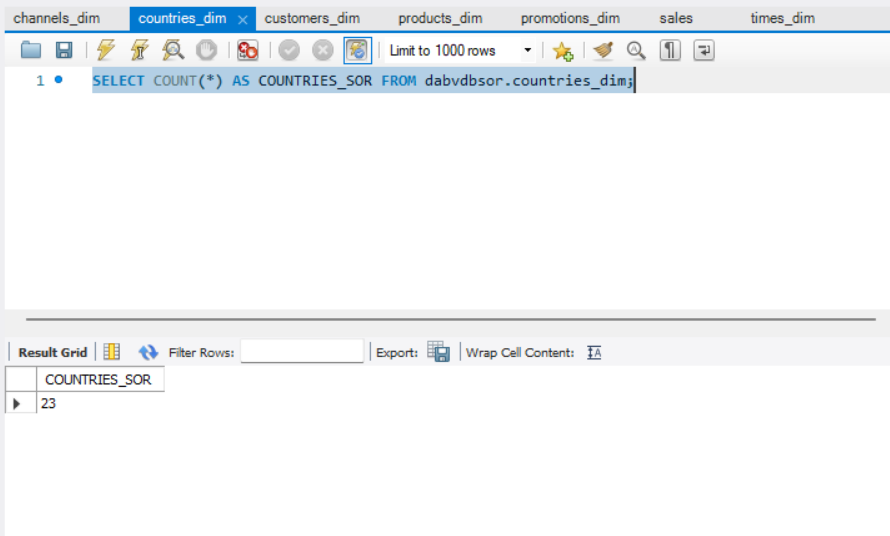 channels_dim countries_dim customers_dim products_dim promotions_dim sales times_dim
Limit to 1000 rows
1 SELECT COUNT(*) AS COUNTRIES_SOR FROM dabvdbsor.countries_dim;
Result Grid Filter Rows: Export: Wrap Cell Content: IA
COUNTRIES_SOR
23